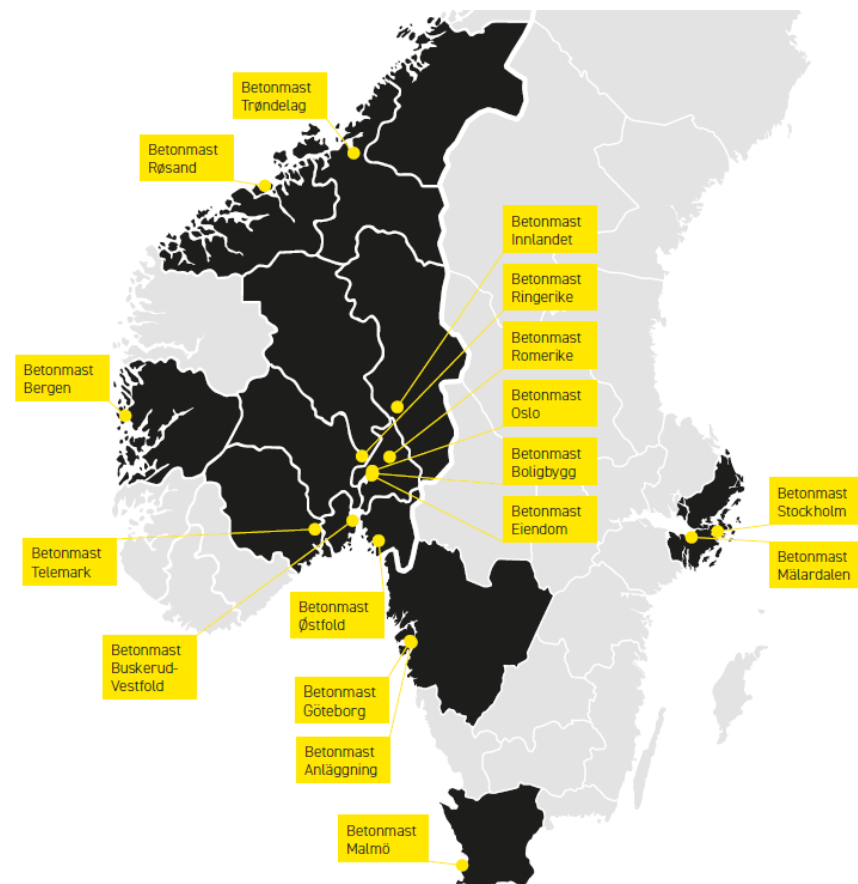 Betonmast
Trøndelag
Betonmast
Røsand
Betonmast
Innlandet
Betonmast
Ringerike
Betonmast
Romerike
Betonmast
Bergen
Betonmast
Oslo
Betonmast
Boligbygg
Betonmast
Eiendom
Betonmast
Stockholm
Betonmast
Mälardalen
Betonmast
Telemark
Betonmast
Østfold
Betonmast
Buskerud-
Vestfold
Betonmast
Göteborg
Betonmast
Anläggning
Betonmast
Malmö